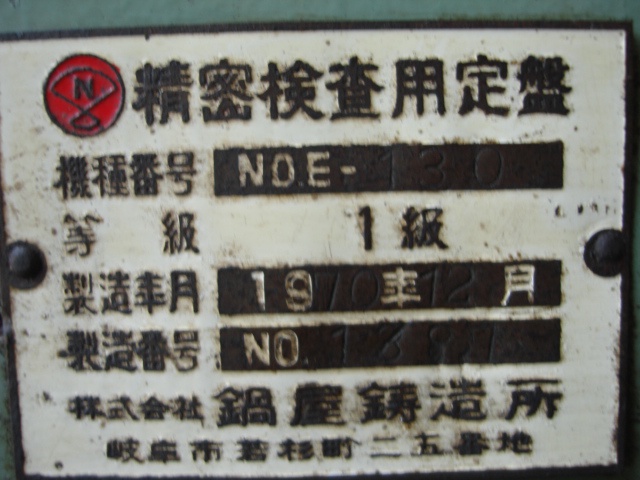 N 精密検査用定盤
機種番号 NO.E-130
等級 1級
製造年月 1970年12月
製造番号 NO.
株式会社 鍋屋鋳造所
岐阜市若杉町二五番地